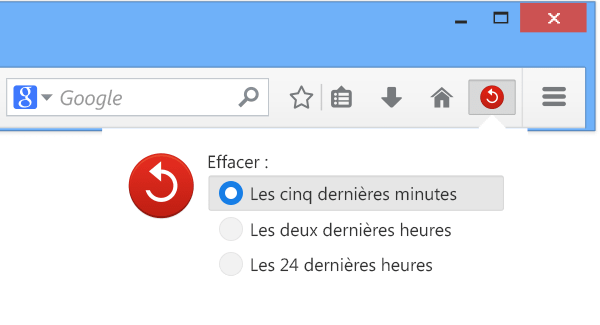 g Google
Effacer :
Les cinq dernières minutes
Les deux dernières heures
Les 24 dernières heures